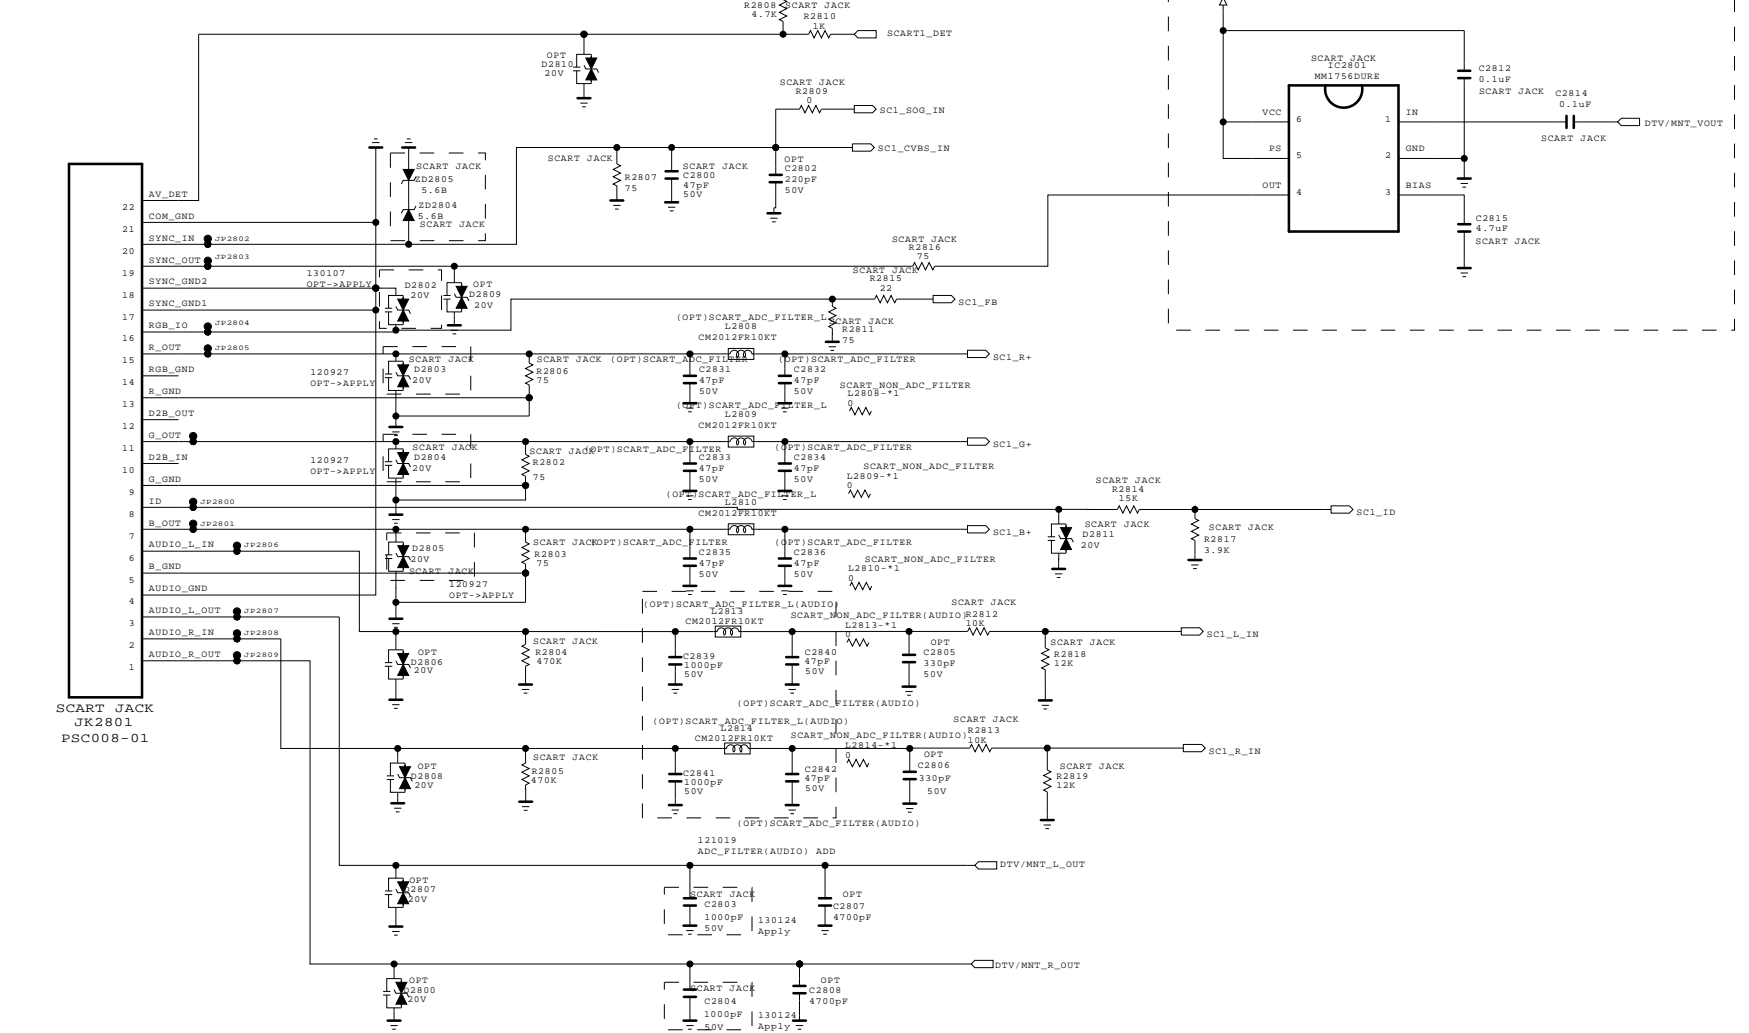 R2808
4.7K
SCART JACK
R2810
1K
SCART1_DET
OPT
D2810
20V
SCART JACK
R2809
0
SC1_SOG_IN
SCART JACK
IC2801
MM1756DURE
C2812
0.1uF
SCART JACK
C2814
0.1uF
SCART JACK
DTV/MNT_VOUT
VCC
6
1
IN
PS
5
2
GND
OUT
4
3
BIAS
C2815
4.7uF
SCART JACK
SCART JACK
R2807
75
SCART JACK
C2800
47pF
50V
OPT
C2802
220pF
50V
SC1_CVBS_IN
SCART JACK
ZD2805
5.6B
ZD2804
5.6B
SCART JACK
AV_DET
22
COM_GND
21
SYNC_IN
JP2802
20
SYNC_OUT
JP2803
19
SYNC_GND2
18
SYNC_GND1
17
RGB_IO
JP2804
16
R_OUT
JP2805
15
RGB_GND
14
R_GND
13
D2B_OUT
12
G_OUT
11
D2B_IN
10
G_GND
9
ID
JP2800
8
B_OUT
JP2801
7
AUDIO_L_IN
JP2806
6
B_GND
5
AUDIO_GND
4
AUDIO_L_OUT
JP2807
3
AUDIO_R_IN
JP2808
2
AUDIO_R_OUT
JP2809
1
SCART JACK
JK2801
PSC008-01
SCART JACK
R2816
75
130107
OPT->APPLY
D2802
20V
OPT
D2809
20V
SCART JACK
R2815
22
SC1_FB
SCART JACK
R2811
75
(OPT)SCART_ADC_FILTER_L
L2808
CM2012FR10KT
120927
OPT->APPLY
SCART JACK
D2803
20V
SCART JACK
R2806
75
(OPT)SCART_ADC_FILTER
C2831
47pF
50V
(OPT)SCART_ADC_FILTER
C2832
47pF
50V
SC1_R+
SCART_NON_ADC_FILTER
L2808-*1
0
(OPT)SCART_ADC_FILTER_L
L2809
CM2012FR10KT
120927
OPT->APPLY
SCART JACK
D2804
20V
SCART JACK
R2802
75
(OPT)SCART_ADC_FILTER
C2833
47pF
50V
(OPT)SCART_ADC_FILTER
C2834
47pF
50V
SC1_G+
SCART_NON_ADC_FILTER
L2809-*1
0
(OPT)SCART_ADC_FILTER_L
L2810
CM2012FR10KT
SCART JACK
R2814
15K
SC1_ID
SCART JACK
D2811
20V
SCART JACK
R2817
3.9K
D2805
20V
SCART JACK
120927
OPT->APPLY
SCART JACK
R2803
75
(OPT)SCART_ADC_FILTER
C2835
47pF
50V
(OPT)SCART_ADC_FILTER
C2836
47pF
50V
SC1_B+
SCART_NON_ADC_FILTER
L2810-*1
0
(OPT)SCART_ADC_FILTER_L(AUDIO)
L2813
CM2012FR10KT
SCART_NON_ADC_FILTER(AUDIO)
L2813-*1
0
SCART JACK
R2812
10K
SC1_L_IN
OPT
D2806
20V
SCART JACK
R2804
470K
C2839
1000pF
50V
C2840
47pF
50V
OPT
C2805
330pF
50V
SCART JACK
R2818
12K
(OPT)SCART_ADC_FILTER(AUDIO)
(OPT)SCART_ADC_FILTER_L(AUDIO)
L2814
CM2012FR10KT
SCART_NON_ADC_FILTER(AUDIO)
L2814-*1
0
SCART JACK
R2813
10K
SC1_R_IN
OPT
D2808
20V
SCART JACK
R2805
470K
C2841
1000pF
50V
C2842
47pF
50V
OPT
C2806
330pF
50V
SCART JACK
R2819
12K
(OPT)SCART_ADC_FILTER(AUDIO)
121019
ADC_FILTER(AUDIO) ADD
DTV/MNT_L_OUT
OPT
D2807
20V
SCART JACK
C2803
1000pF
50V
130124
Apply
OPT
C2807
4700pF
DTV/MNT_R_OUT
OPT
D2800
20V
SCART JACK
C2804
1000pF
50V
130124
Apply
OPT
C2808
4700pF